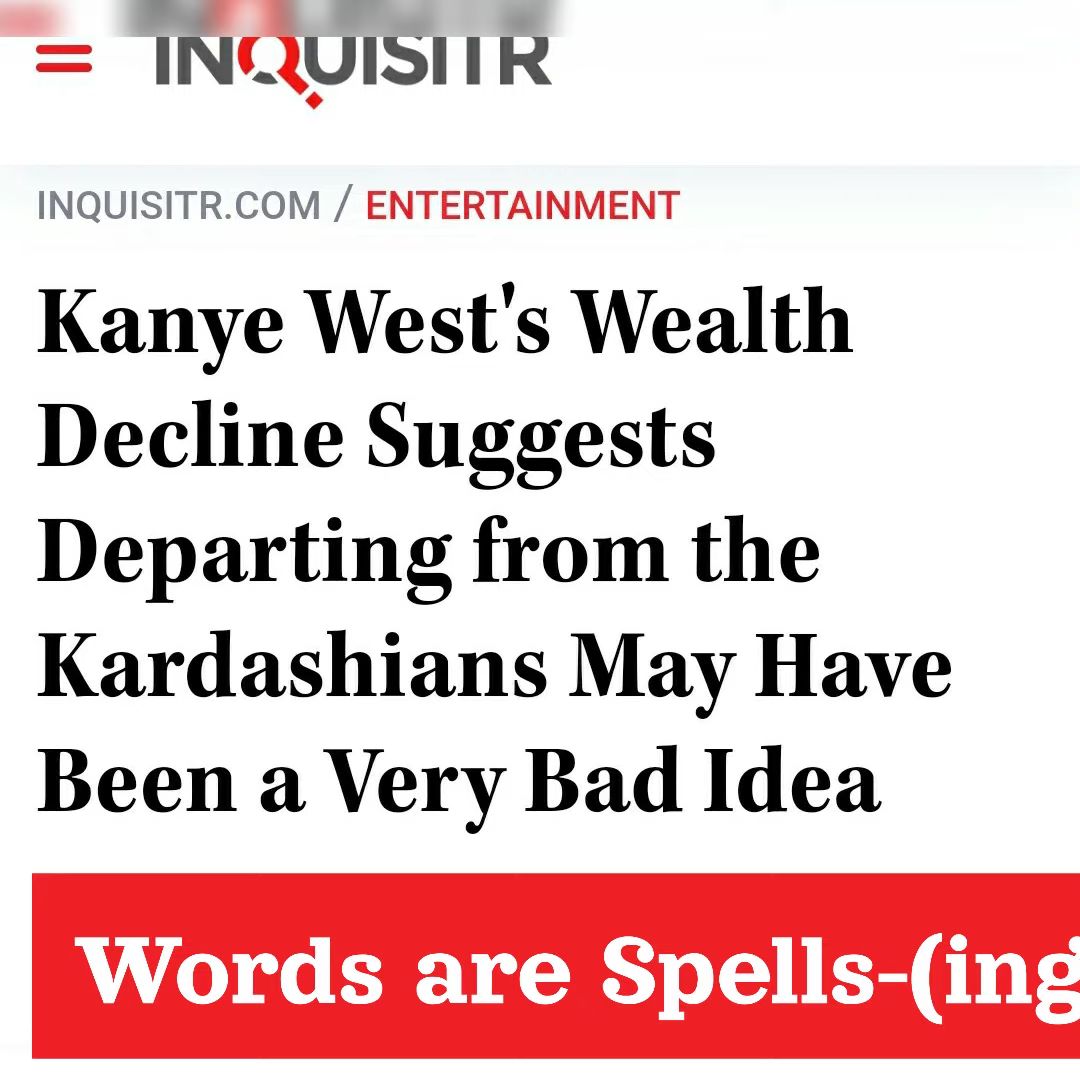 INQUISITR
INQUISITR.COM / ENTERTAINMENT
Kanye West's Wealth
Decline Suggests
Departing from the
Kardashians May Have
Been a Very Bad Idea
Words are Spells-(ing